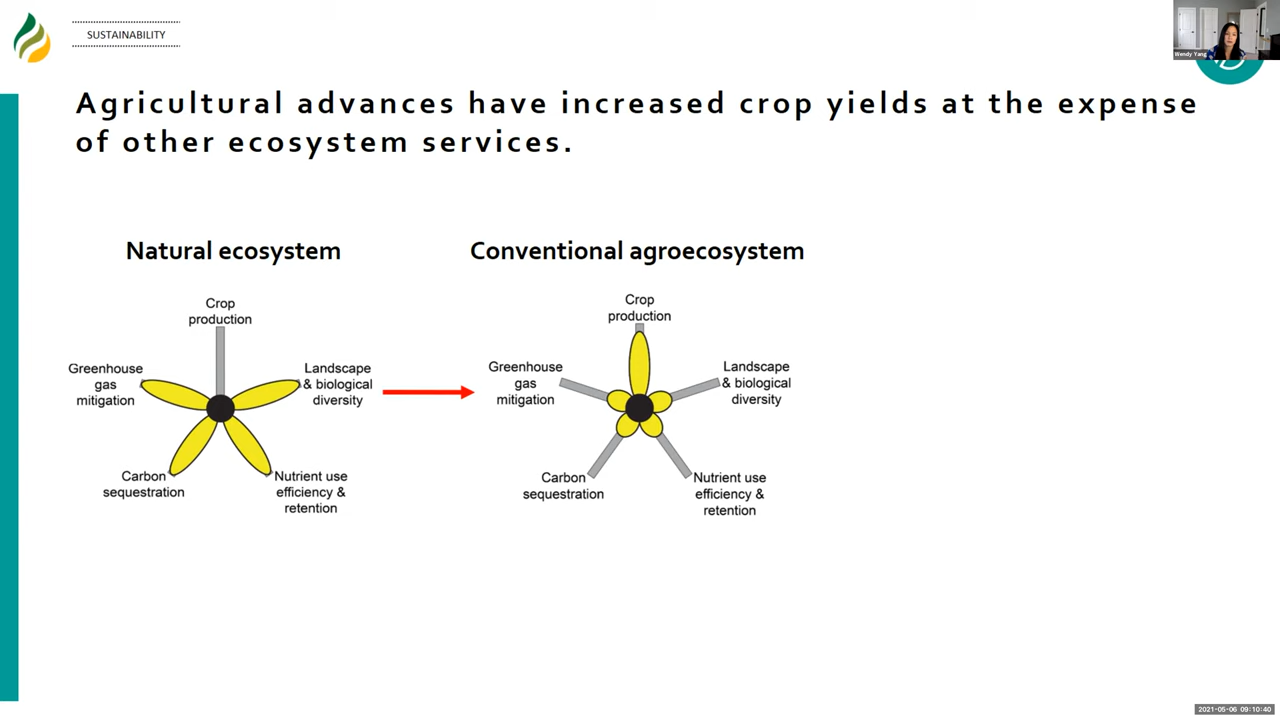 SUSTAINABILITY
Wendy Yang
Agricultural advances have increased crop yields at the expense
of other ecosystem services.
Natural ecosystem
Crop
production
Greenhouse
gas
mitigation
Landscape
& biological
diversity
Carbon
sequestration
Nutrient use
efficiency &
retention
Conventional agroecosystem
Crop
production
Greenhouse
gas
mitigation
Landscape
& biological
diversity
Carbon
sequestration
Nutrient use
efficiency &
retention
2021-05-06 09:10:40